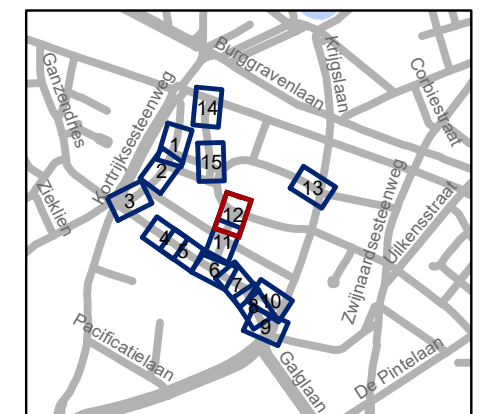 Burggravenlaan
Krijgslaan
Ganzendries
Corbiestraat
Kortrijksesteenweg
14
1
15
2
13
Zieklien
3
12
Zwijnaardsesteenweg
Uilkensstraat
4
11
5
6
7
10
8
9
Pacificatielaan
Galglaan
De Pintelaan